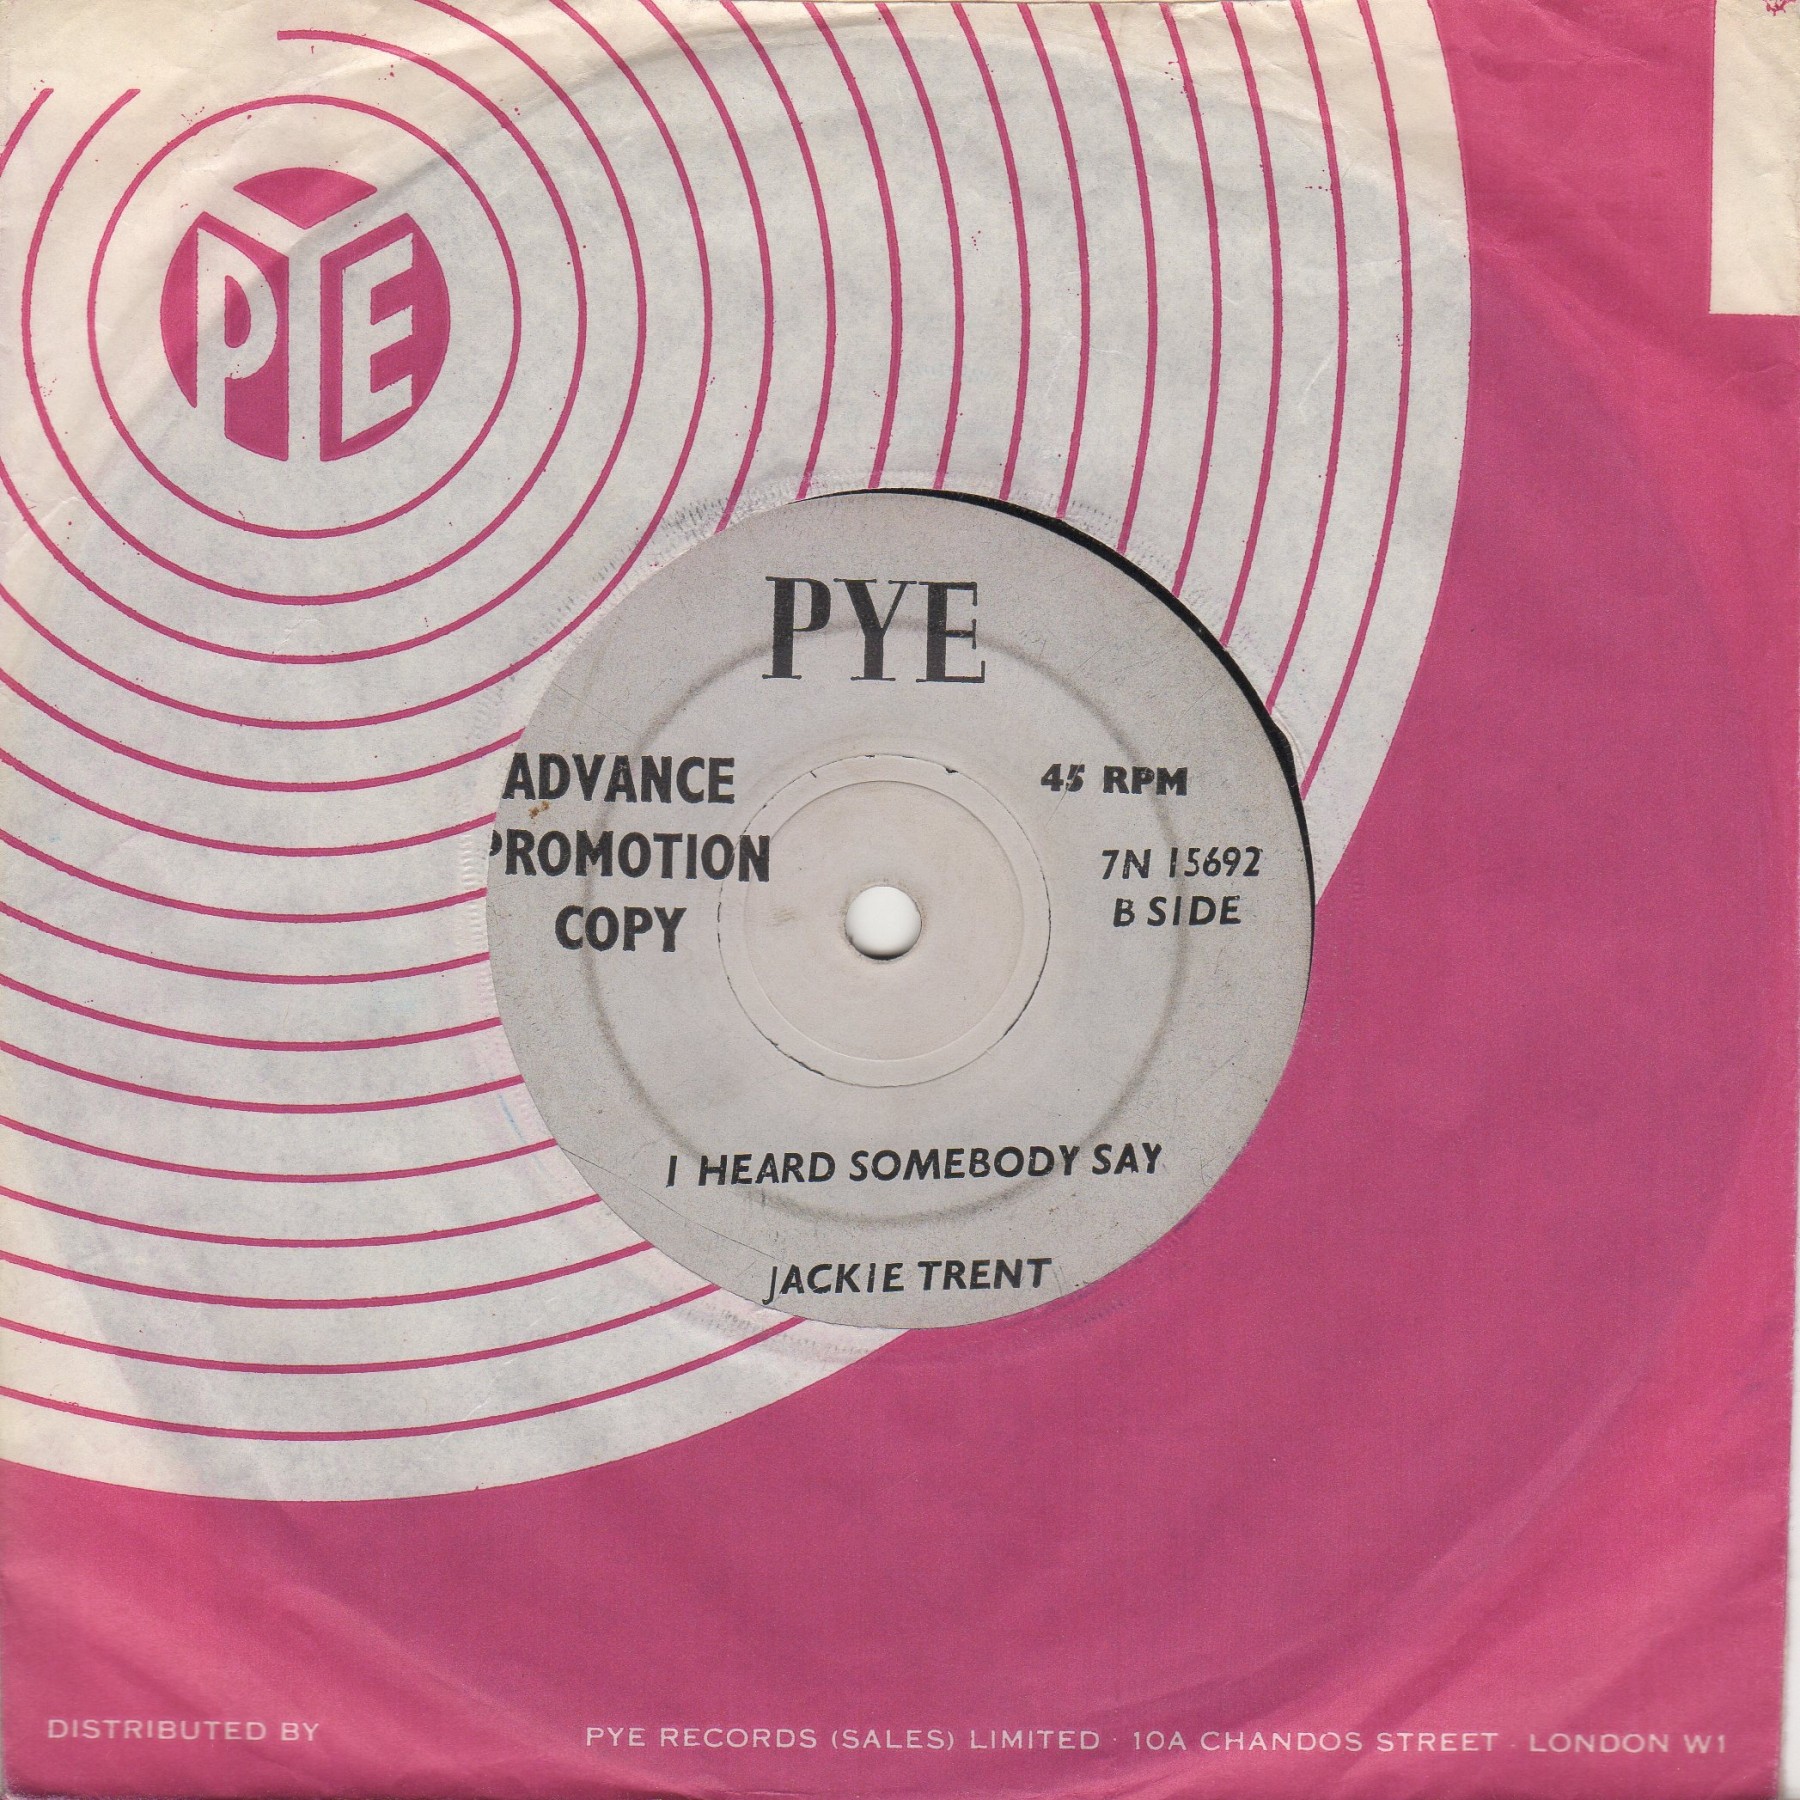 PYE
PYE
ADVANCE
PROMOTION
COPY
45 RPM
7N 15692
B SIDE
I HEARD SOMEBODY SAY
JACKIE TRENT
DISTRIBUTED BY
PYE RECORDS (SALES) LIMITED · 10A CHANDOS STREET · LONDON W1